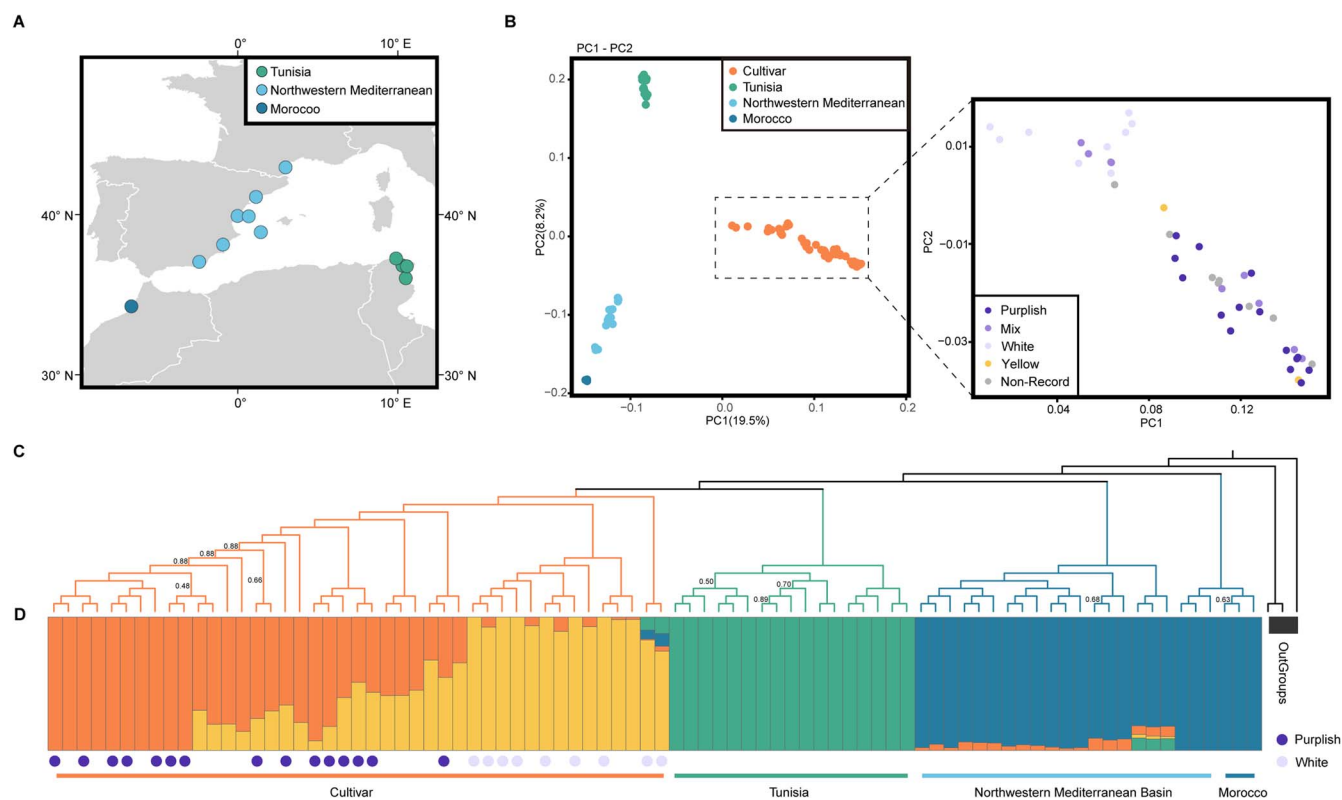 A
0°
10° E
Tunisia
Northwestern Mediterranean
Morocoo
40° N
40° N
30° N
30° N
0°
10° E
B
PC1 - PC2
Cultivar
Tunisia
Northwestern Mediterranean
Morocco
0.2
0.1
0.0
−0.1
−0.2
PC2(8.2%)
−0.1
0.0
0.1
0.2
PC1(19.5%)
0.01
−0.01
−0.03
PC2
Purplish
Mix
White
Yellow
Non-Record
0.04
0.08
0.12
PC1
C
0.88
0.88
0.88
0.48
0.66
0.50
0.70
0.89
0.68
0.63
D
OutGroups
Purplish
White
Cultivar
Tunisia
Northwestern Mediterranean Basin
Morocco